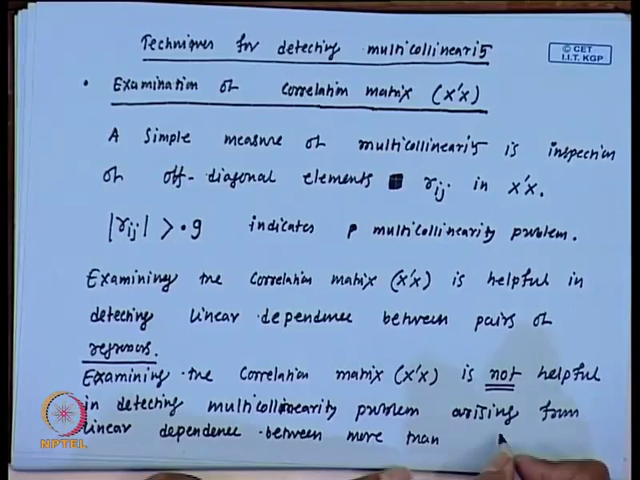 Techniques for detecting multicollinearity
© CET
I.I.T. KGP
• Examination of correlation matrix (X'X)
A simple measure of multicollinearity is inspection
of off-diagonal elements rij in X'X.
|rij| > .9 indicates multicollinearity problem.
Examining the correlation matrix (X'X) is helpful in
detecting linear dependence between pairs of
regressors.
Examining the correlation matrix (X'X) is not helpful
in detecting multicollinearity problem arising form
linear dependence between more than
NPTEL